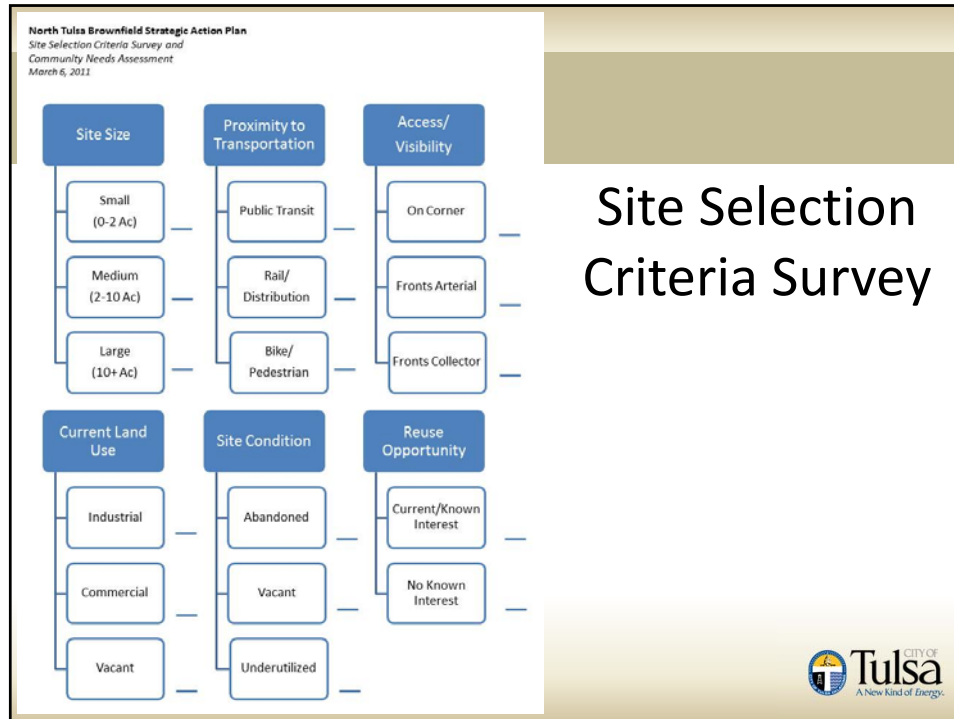 North Tulsa Brownfield Strategic Action Plan
Site Selection Criteria Survey and
Community Needs Assessment
March 6, 2011
Site Size
Small
(0-2 Ac)
Medium
(2-10 Ac)
Large
(10+ Ac)
Proximity to
Transportation
Public Transit
Rail/
Distribution
Bike/
Pedestrian
Access/
Visibility
On Corner
Fronts Arterial
Fronts Collector
Current Land
Use
Industrial
Commercial
Vacant
Site Condition
Abandoned
Vacant
Underutilized
Reuse
Opportunity
Current/Known
Interest
No Known
Interest
Site Selection
Criteria Survey
CITY OF
Tulsa
A New Kind of Energy.